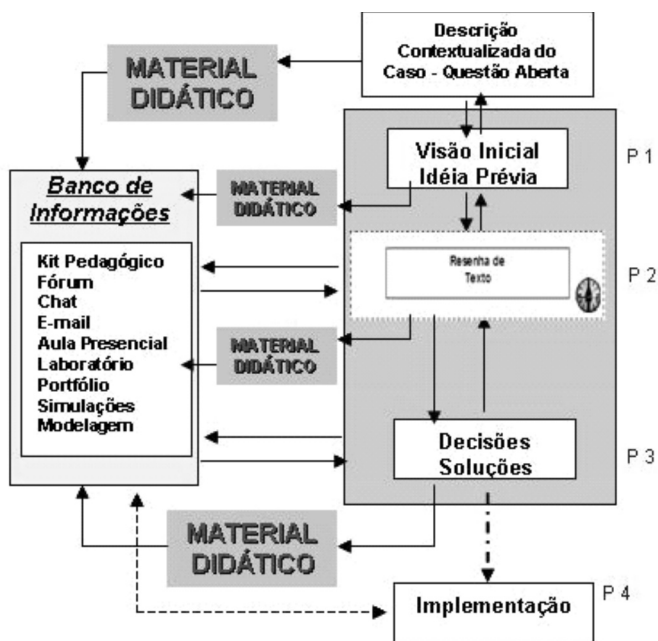 Descrição
Contextualizada do
Caso - Questão Aberta
MATERIAL
DIDÁTICO
P 1
Visão Inicial
Idéia Prévia
Banco de
Informações
MATERIAL
DIDÁTICO
Kit Pedagógico
Fórum
Chat
E-mail
Aula Presencial
Laboratório
Portfólio
Simulações
Modelagem
Resenha de
Texto
P 2
MATERIAL
DIDÁTICO
Decisões
Soluções
P 3
MATERIAL
DIDÁTICO
Implementação
P 4